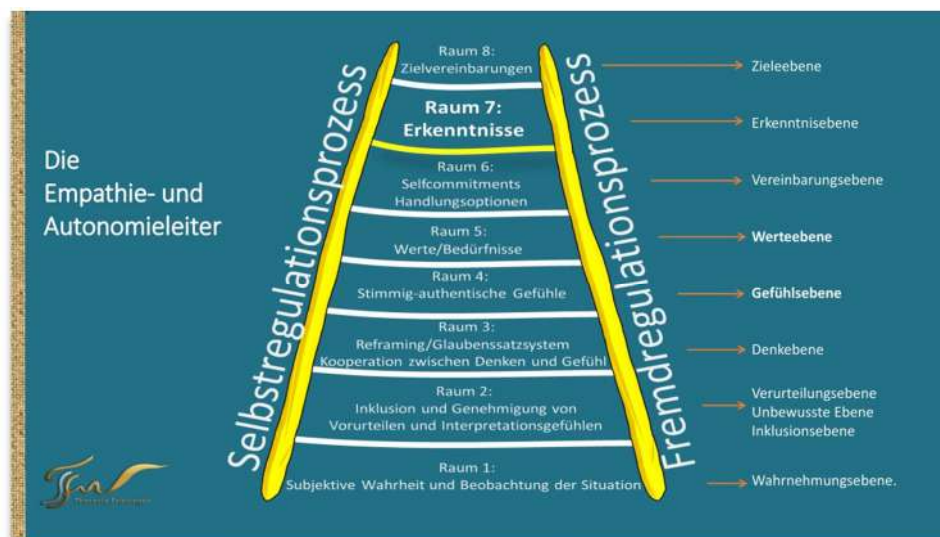 Die
Empathie- und
Autonomieleiter
Selbstregulationsprozess
Fremdregulationsprozess
Raum 8:
Zielvereinbarungen
Raum 7:
Erkenntnisse
Raum 6:
Selfcommitments
Handlungsoptionen
Raum 5:
Werte/Bedürfnisse
Raum 4:
Stimmig-authentische Gefühle
Raum 3:
Reframing/Glaubenssatzsystem
Kooperation zwischen Denken und Gefühl
Raum 2:
Inklusion und Genehmigung von
Vorurteilen und Interpretationsgefühlen
Raum 1:
Subjektive Wahrheit und Beobachtung der Situation
Zieleebene
Erkenntnisebene
Vereinbarungsebene
Werteebene
Gefühlsebene
Denkebene
Verurteilungsebene
Unbewusste Ebene
Inklusionsebene
Wahrnehmungsebene.